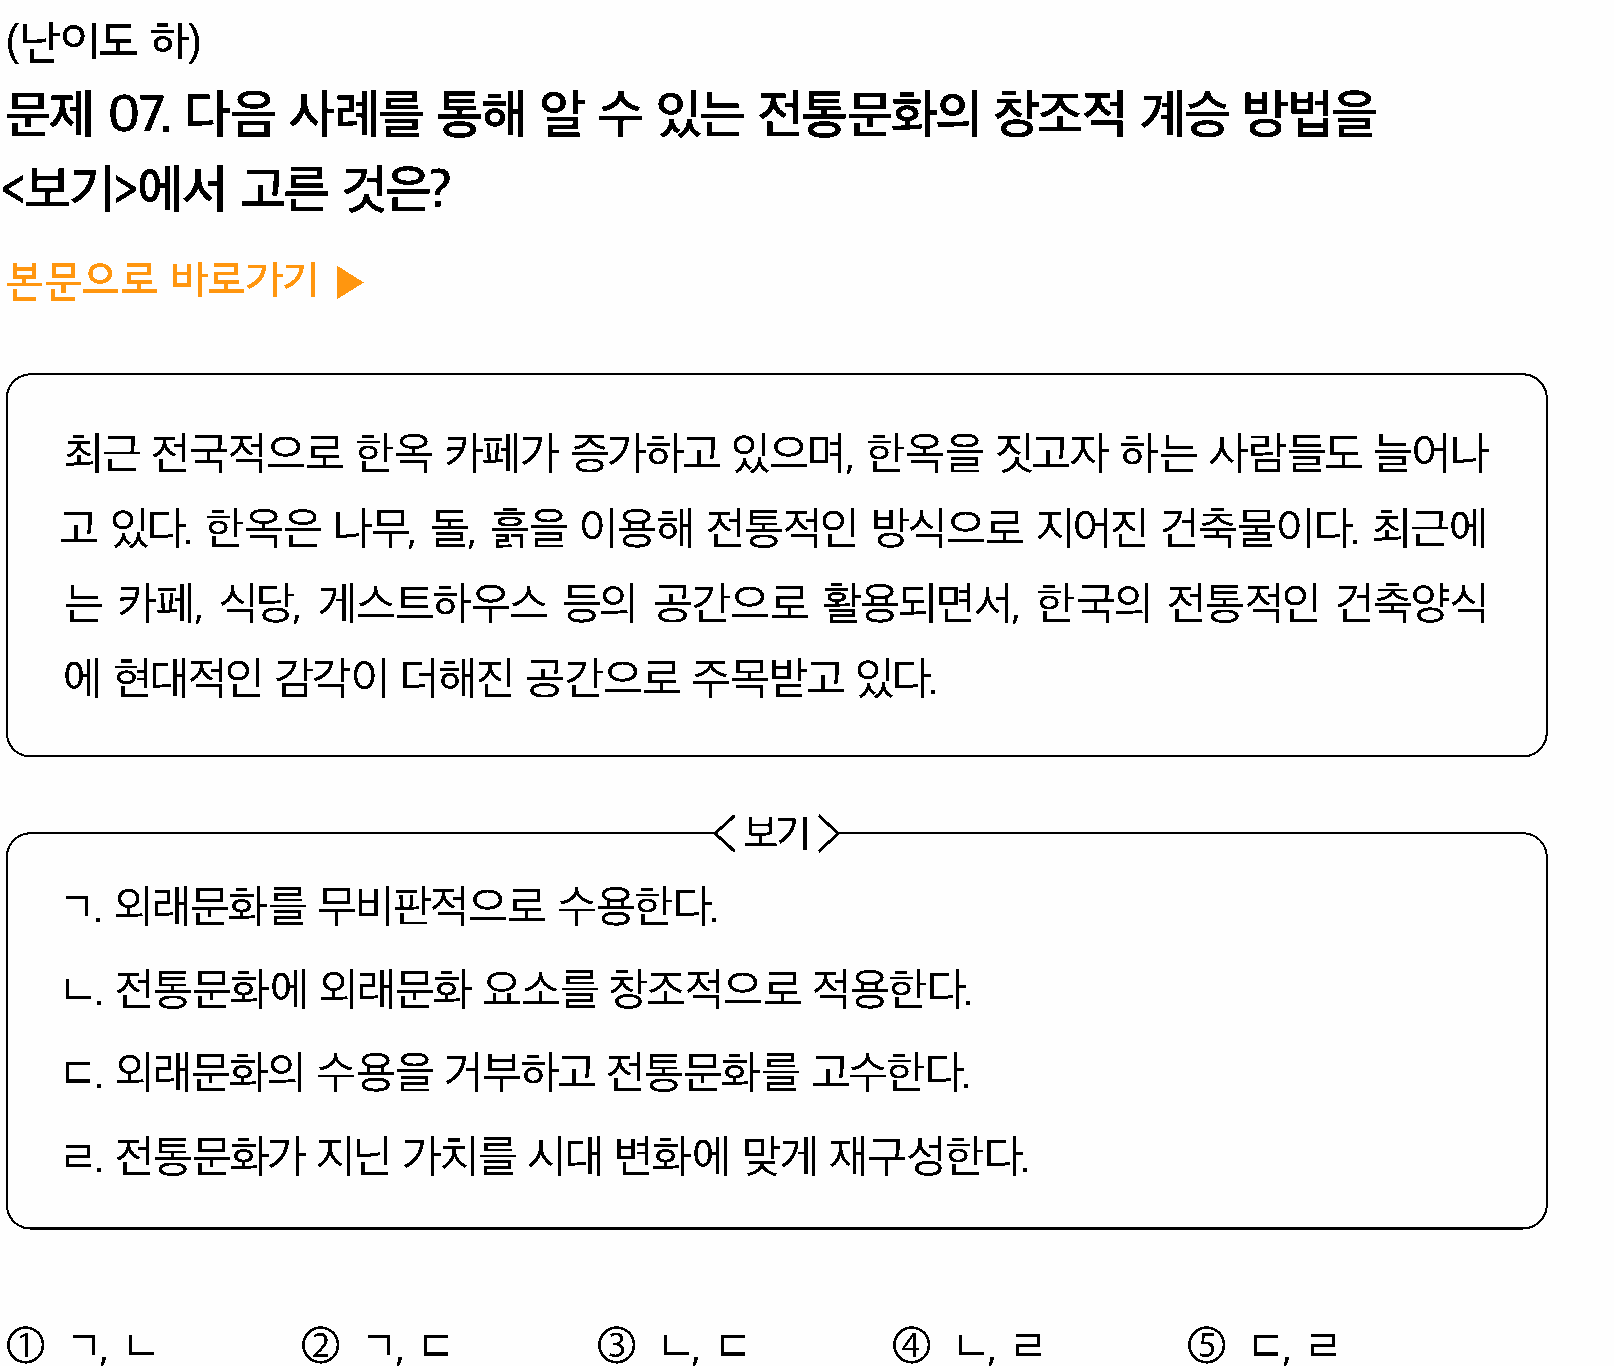 (난이도 하)
문제 07. 다음 사례를 통해 알 수 있는 전통문화의 창조적 계승 방법을
<보기>에서 고른 것은?
본문으로 바로가기 ▶
최근 전국적으로 한옥 카페가 증가하고 있으며, 한옥을 짓고자 하는 사람들도 늘어나
고 있다. 한옥은 나무, 돌, 흙을 이용해 전통적인 방식으로 지어진 건축물이다. 최근에
는 카페, 식당, 게스트하우스 등의 공간으로 활용되면서, 한국의 전통적인 건축양식
에 현대적인 감각이 더해진 공간으로 주목받고 있다.
<보기>
ㄱ. 외래문화를 무비판적으로 수용한다.
ㄴ. 전통문화에 외래문화 요소를 창조적으로 적용한다.
ㄷ. 외래문화의 수용을 거부하고 전통문화를 고수한다.
ㄹ. 전통문화가 지닌 가치를 시대 변화에 맞게 재구성한다.
① ㄱ, ㄴ ② ㄱ, ㄷ ③ ㄴ, ㄷ ④ ㄴ, ㄹ ⑤ ㄷ, ㄹ